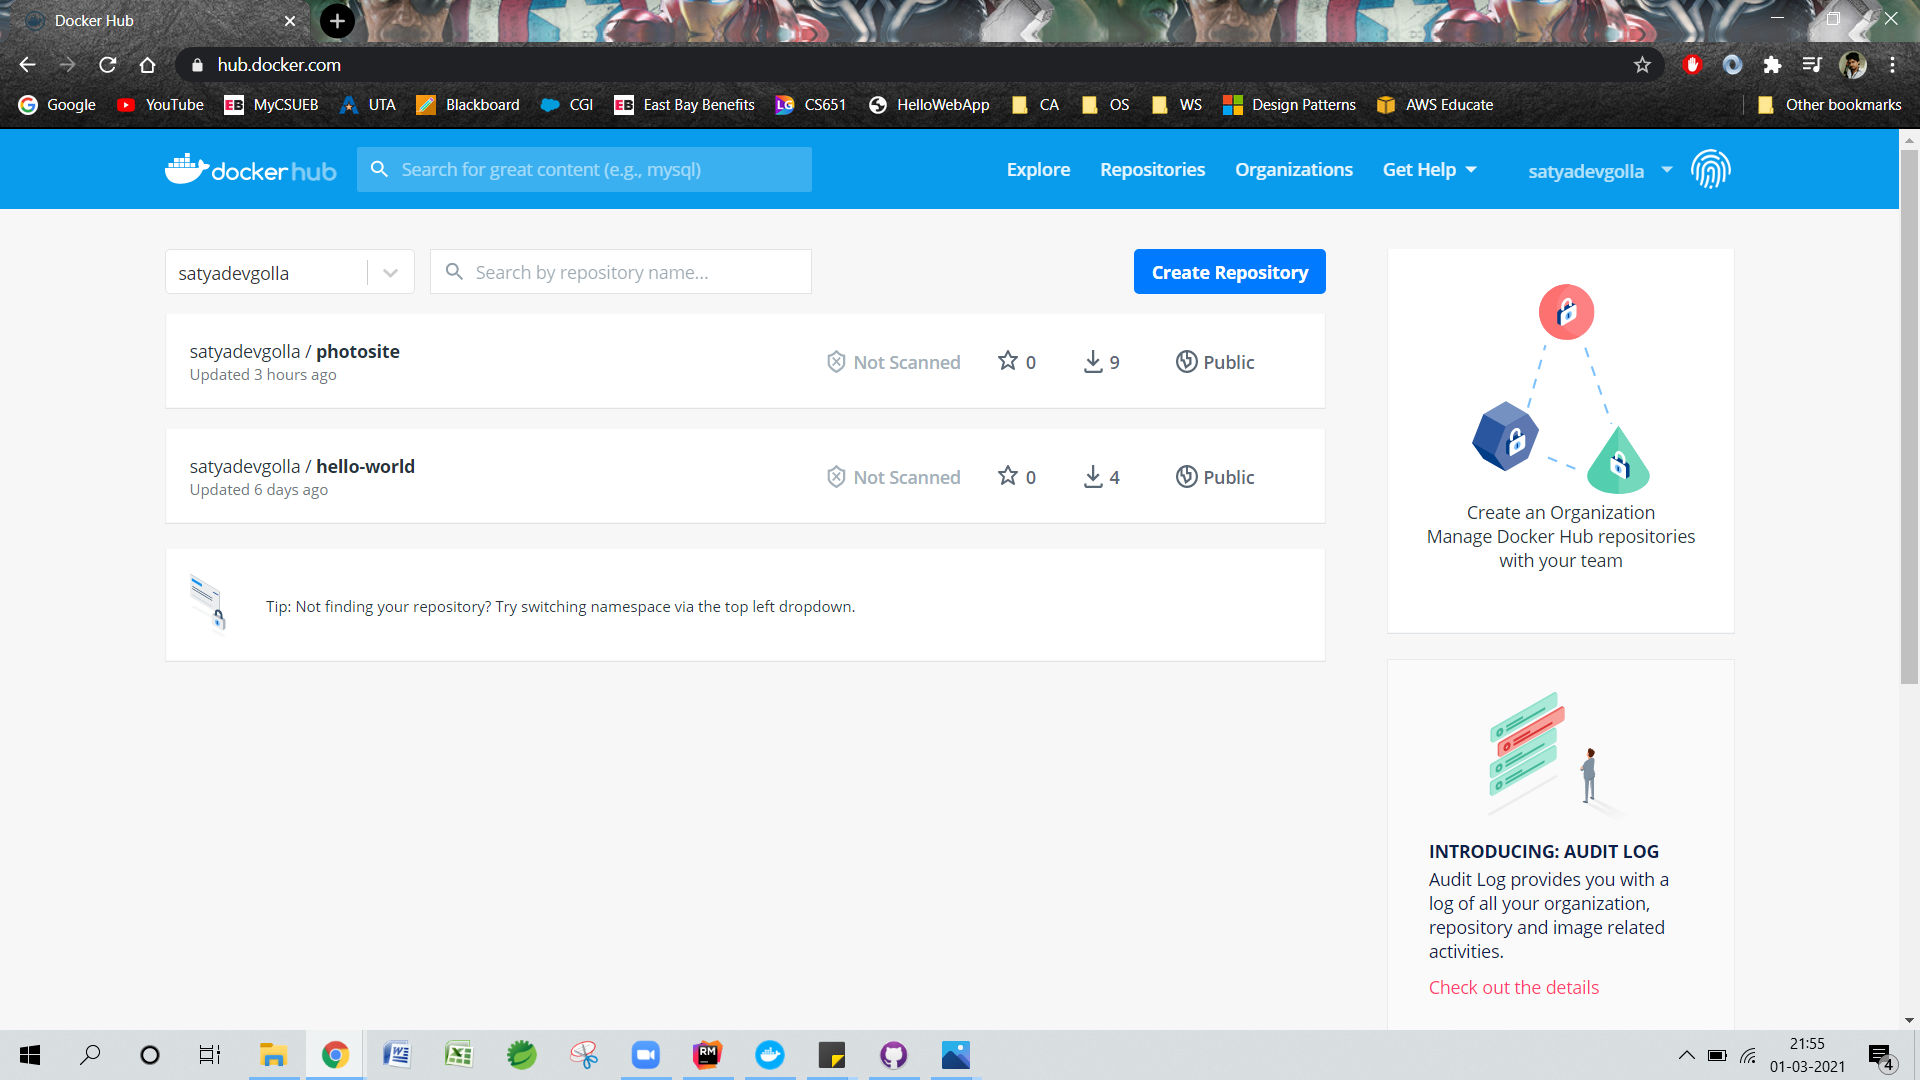 Docker Hub
hub.docker.com
Google YouTube EB MyCSUEB UTA Blackboard CGI EB East Bay Benefits LG CS651 HelloWebApp CA OS WS Design Patterns AWS Educate Other bookmarks
docker hub Search for great content (e.g., mysql) Explore Repositories Organizations Get Help satyadevgolla
satyadevgolla Search by repository name... Create Repository
satyadevgolla / photosite
Updated 3 hours ago
Not Scanned 0 9 Public
satyadevgolla / hello-world
Updated 6 days ago
Not Scanned 0 4 Public
Tip: Not finding your repository? Try switching namespace via the top left dropdown.
Create an Organization
Manage Docker Hub repositories
with your team
INTRODUCING: AUDIT LOG
Audit Log provides you with a
log of all your organization,
repository and image related
activities.
Check out the details
RM
21:55
01-03-2021
4